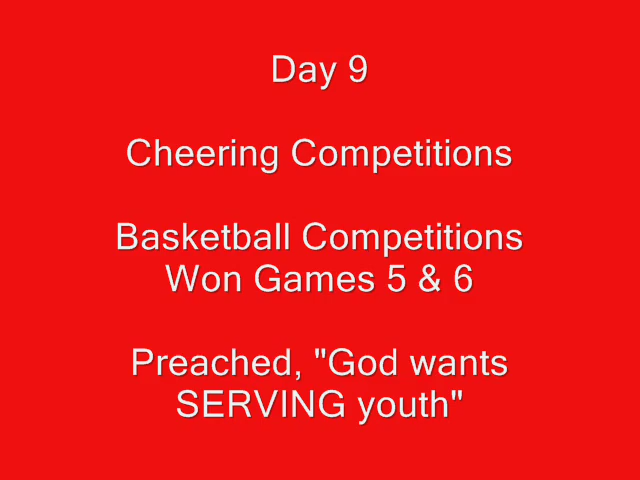 Day 9
Cheering Competitions
Basketball Competitions
Won Games 5 & 6
Preached, "God wants
SERVING youth"